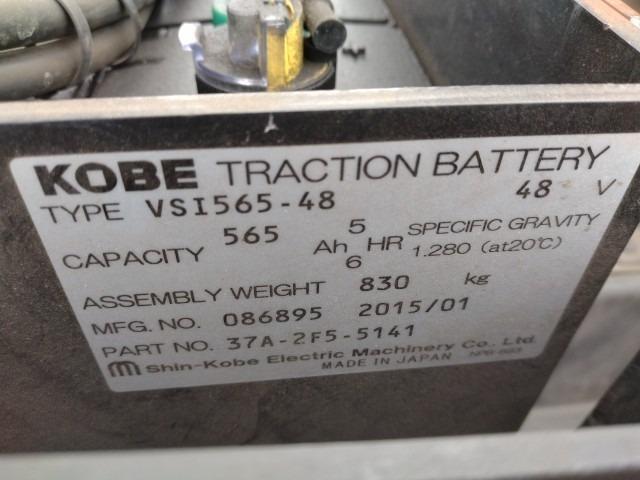 KOBE TRACTION BATTERY
TYPE VSI565-48 48 V
CAPACITY 565 Ah 5 HR SPECIFIC GRAVITY
6 1.280 (at20℃)
ASSEMBLY WEIGHT 830 kg
MFG. NO. 086895 2015/01
PART NO. 37A-2F5-5141
Shin-Kobe Electric Machinery Co. Ltd.
MADE IN JAPAN